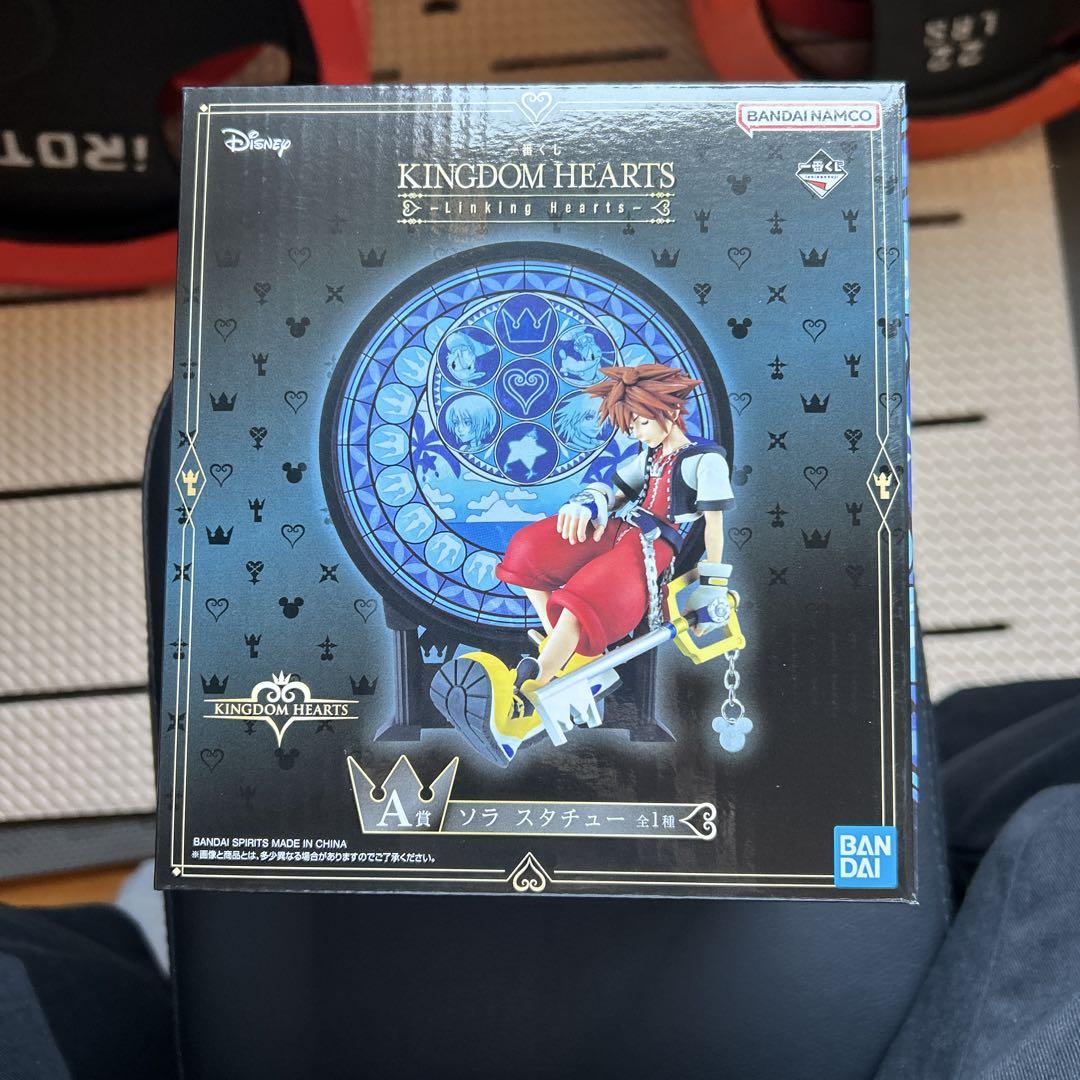 iROT
22
LRS
Disney
BANDAI NAMCO
一番くじ
一番くじ
KINGDOM HEARTS
-Linking Hearts-
KINGDOM HEARTS
A賞
ソラ スタチュー 全1種
BANDAI SPIRITS MADE IN CHINA
※画像と商品とは、多少異なる場合がありますのでご了承ください。
BAN
DAI